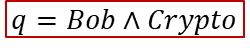 q = Bob ∧ Crypto